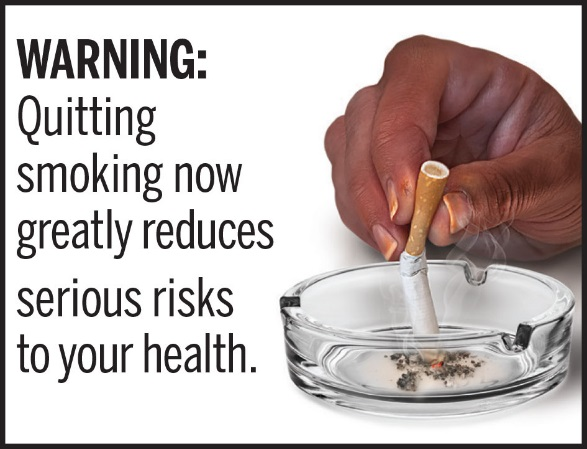 WARNING:
Quitting
smoking now
greatly reduces
serious risks
to your health.